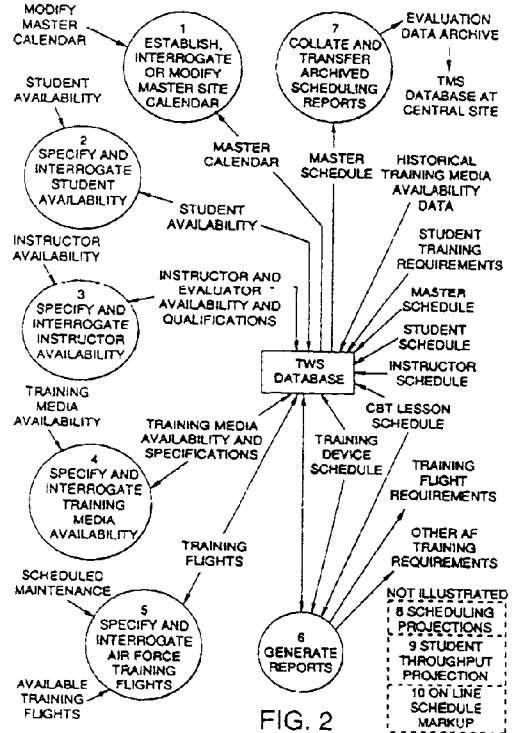 MODIFY
MASTER
CALENDAR
1
ESTABLISH,
INTERROGATE
OR MODIFY
MASTER SITE
CALENDAR
7
COLLATE AND
TRANSFER
ARCHIVED
SCHEDULING
REPORTS
EVALUATION
DATA ARCHIVE
TMS
DATABASE AT
CENTRAL SITE
STUDENT
AVAILABILITY
2
SPECIFY AND
INTERROGATE
STUDENT
AVAILABILITY
MASTER
CALENDAR
MASTER
SCHEDULE
HISTORICAL
TRAINING MEDIA
AVAILABILITY
DATA
STUDENT
AVAILABILITY
STUDENT
TRAINING
REQUIREMENTS
INSTRUCTOR
AVAILABILITY
3
SPECIFY AND
INTERROGATE
INSTRUCTOR
AVAILABILITY
INSTRUCTOR AND
EVALUATOR
AVAILABILITY AND
QUALIFICATIONS
MASTER
SCHEDULE
STUDENT
SCHEDULE
TWS
DATABASE
INSTRUCTOR
SCHEDULE
CBT LESSON
SCHEDULE
TRAINING
MEDIA
AVAILABILITY
4
SPECIFY AND
INTERROGATE
TRAINING
MEDIA
AVAILABILITY
TRAINING MEDIA
AVAILABILITY AND
SPECIFICATIONS
TRAINING
DEVICE
SCHEDULE
TRAINING
FLIGHT
REQUIREMENTS
TRAINING
FLIGHTS
OTHER AF
TRAINING
REQUIREMENTS
SCHEDULED
MAINTENANCE
5
SPECIFY AND
INTERROGATE
AIR FORCE
TRAINING
FLIGHTS
AVAILABLE
TRAINING
FLIGHTS
6
GENERATE
REPORTS
NOT ILLUSTRATED
8 SCHEDULING
PROJECTIONS
9 STUDENT
THROUGHPUT
PROJECTION
10 ON LINE
SCHEDULE
MARKUP
FIG. 2